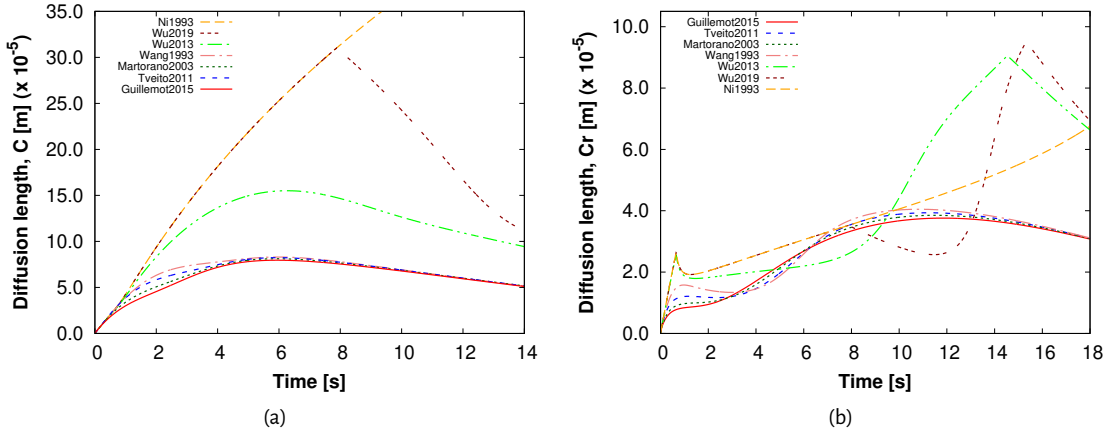 (a)
35.0
30.0
25.0
20.0
15.0
10.0
5.0
0.0
Diffusion length, C [m] (x 10⁻⁵)
Ni1993
Wu2019
Wu2013
Wang1993
Martorano2003
Tveito2011
Guillemot2015
0 2 4 6 8 10 12 14
Time [s]
(b)
10.0
8.0
6.0
4.0
2.0
0.0
Diffusion length, Cr [m] (x 10⁻⁵)
Guillemot2015
Tveito2011
Martorano2003
Wang1993
Wu2013
Wu2019
Ni1993
0 2 4 6 8 10 12 14 16 18
Time [s]
(a)
(b)